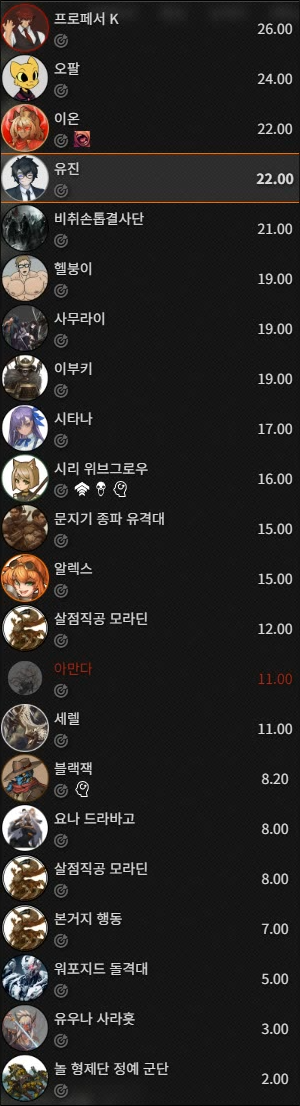 프로페서 K
26.00
오팔
24.00
이온
22.00
유진
22.00
비취손톱결사단
21.00
헬붕이
19.00
사무라이
19.00
이부키
19.00
시타나
17.00
시리 위브그로우
16.00
문지기 종파 유격대
15.00
알렉스
15.00
살점직공 모라딘
12.00
아만다
11.00
세렐
11.00
블랙잭
8.20
요나 드라바고
8.00
살점직공 모라딘
8.00
본거지 행동
7.00
워포지드 돌격대
5.00
유우나 사라홋
3.00
놀 형제단 정예 군단
2.00